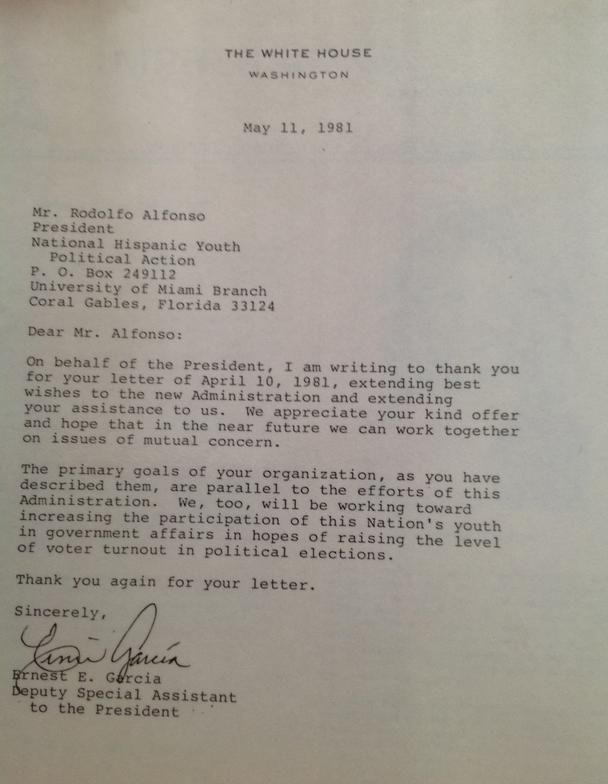 THE WHITE HOUSE
WASHINGTON
May 11, 1981
Mr. Rodolfo Alfonso
President
National Hispanic Youth
Political Action
P. O. Box 249112
University of Miami Branch
Coral Gables, Florida 33124
Dear Mr. Alfonso:
On behalf of the President, I am writing to thank you
for your letter of April 10, 1981, extending best
wishes to the new Administration and extending
your assistance to us. We appreciate your kind offer
and hope that in the near future we can work together
on issues of mutual concern.
The primary goals of your organization, as you have
described them, are parallel to the efforts of this
Administration. We, too, will be working toward
increasing the participation of this Nation's youth
in government affairs in hopes of raising the level
of voter turnout in political elections.
Thank you again for your letter.
Sincerely,
Ernie García
Ernest E. Garcia
Deputy Special Assistant
to the President